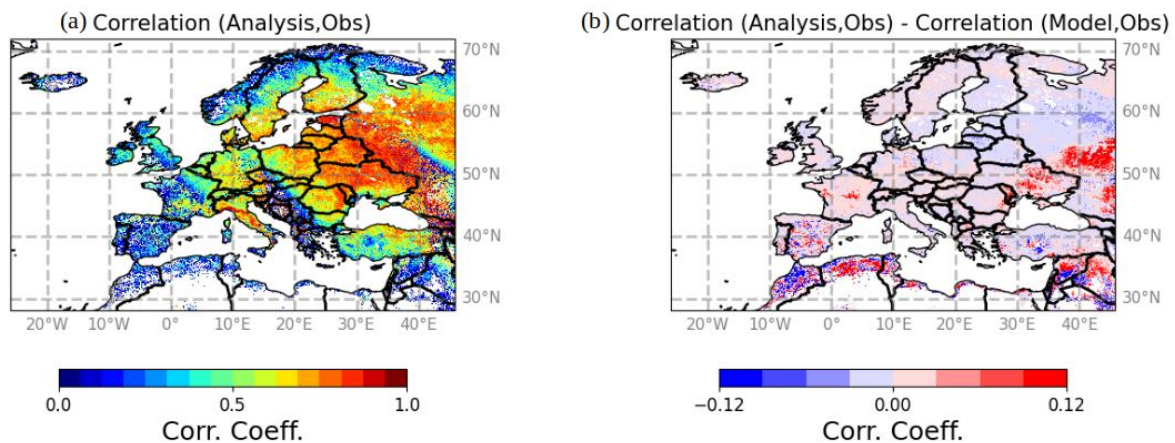 (a) Correlation (Analysis,Obs)
(b) Correlation (Analysis,Obs) - Correlation (Model,Obs)
70°N
60°N
50°N
40°N
30°N
20°W 10°W 0° 10°E 20°E 30°E 40°E
70°N
60°N
50°N
40°N
30°N
20°W 10°W 0° 10°E 20°E 30°E 40°E
0.0 0.5 1.0
Corr. Coeff.
−0.12 0.00 0.12
Corr. Coeff.